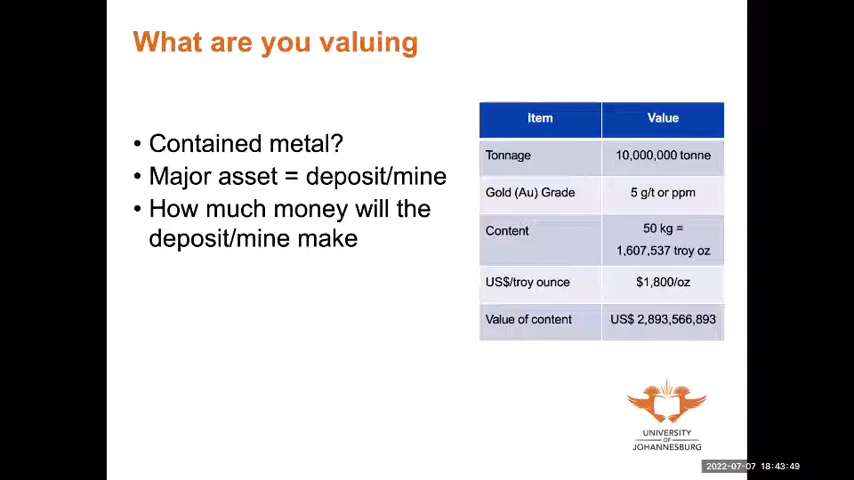 What are you valuing
• Contained metal?
• Major asset = deposit/mine
• How much money will the
deposit/mine make
Item Value
Tonnage 10,000,000 tonne
Gold (Au) Grade 5 g/t or ppm
Content 50 kg =
1,607,537 troy oz
US$/troy ounce $1,800/oz
Value of content US$ 2,893,566,893
UNIVERSITY
OF
JOHANNESBURG
2022-07-07 18:43:49